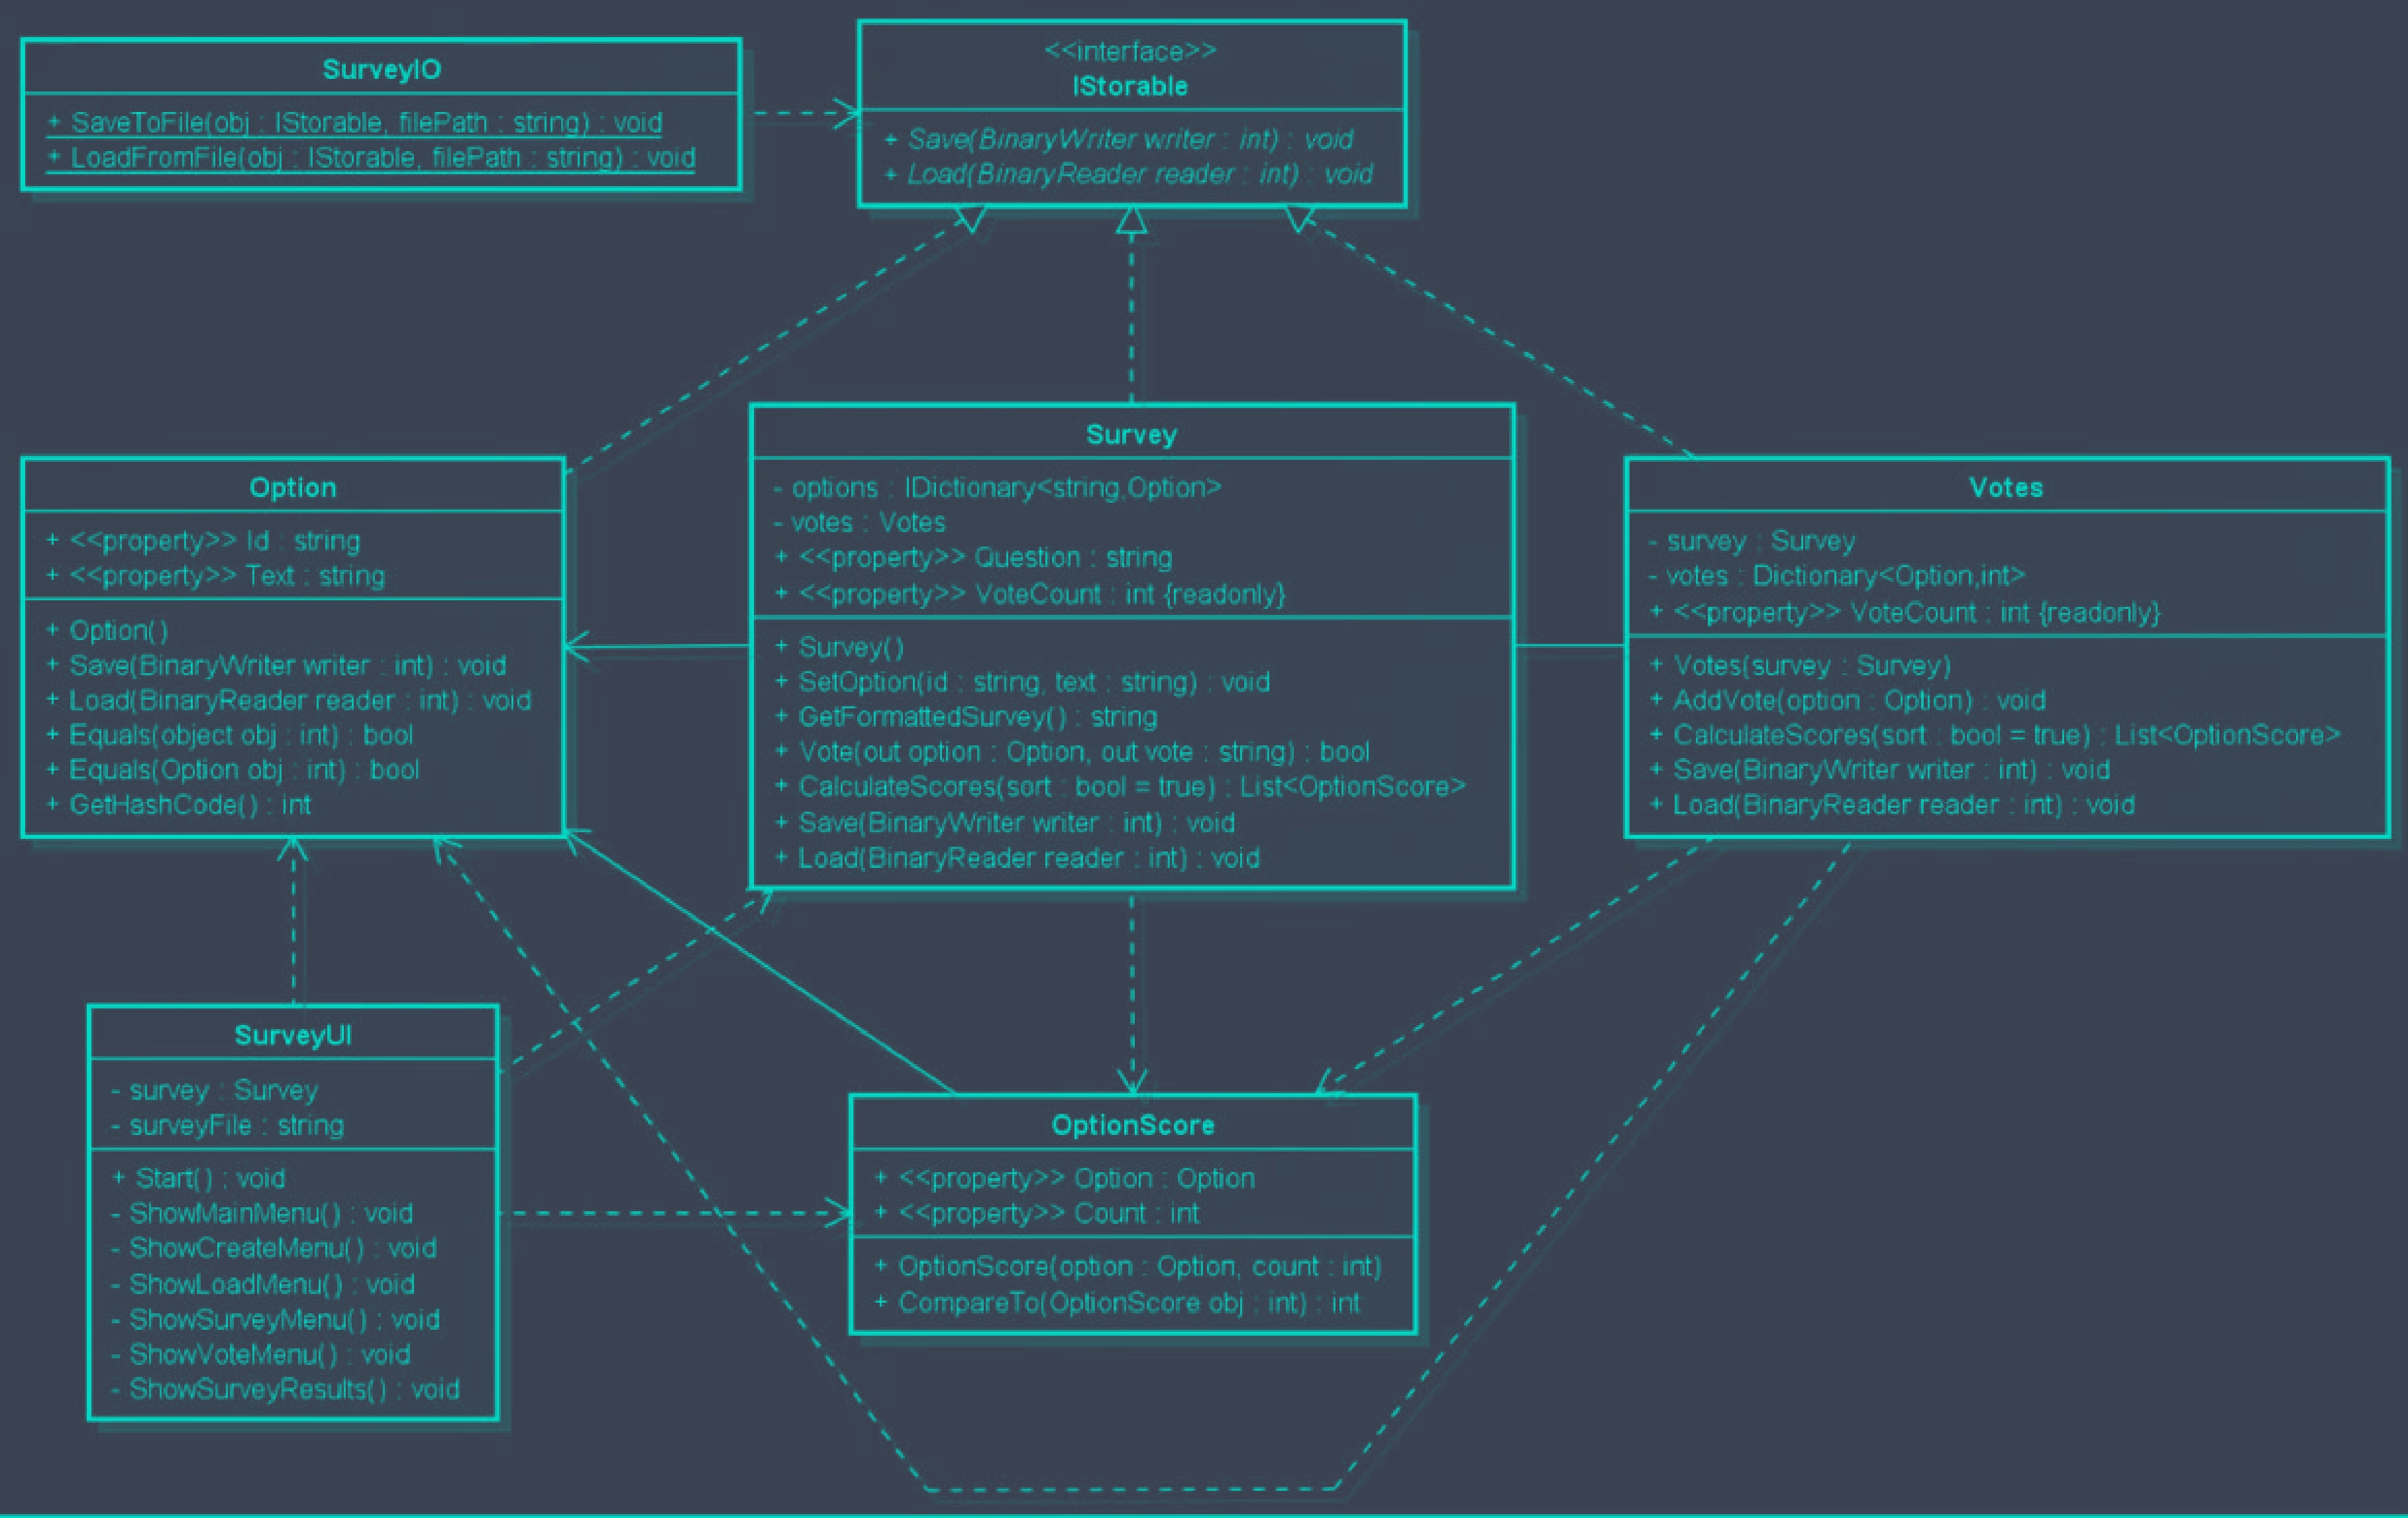 SurveyIO
+ SaveToFile(obj : IStorable, filePath : string) : void
+ LoadFromFile(obj : IStorable, filePath : string) : void
<<interface>>
IStorable
+ Save(BinaryWriter writer : int) : void
+ Load(BinaryReader reader : int) : void
Option
+ <<property>> Id : string
+ <<property>> Text : string
+ Option()
+ Save(BinaryWriter writer : int) : void
+ Load(BinaryReader reader : int) : void
+ Equals(object obj : int) : bool
+ Equals(Option obj : int) : bool
+ GetHashCode() : int
Survey
- options : IDictionary<string,Option>
- votes : Votes
+ <<property>> Question : string
+ <<property>> VoteCount : int {readonly}
+ Survey()
+ SetOption(id : string, text : string) : void
+ GetFormattedSurvey() : string
+ Vote(out option : Option, out vote : string) : bool
+ CalculateScores(sort : bool = true) : List<OptionScore>
+ Save(BinaryWriter writer : int) : void
+ Load(BinaryReader reader : int) : void
Votes
- survey : Survey
- votes : Dictionary<Option,int>
+ <<property>> VoteCount : int {readonly}
+ Votes(survey : Survey)
+ AddVote(option : Option) : void
+ CalculateScores(sort : bool = true) : List<OptionScore>
+ Save(BinaryWriter writer : int) : void
+ Load(BinaryReader reader : int) : void
SurveyUI
- survey : Survey
- surveyFile : string
+ Start() : void
- ShowMainMenu() : void
- ShowCreateMenu() : void
- ShowLoadMenu() : void
- ShowSurveyMenu() : void
- ShowVoteMenu() : void
- ShowSurveyResults() : void
OptionScore
+ <<property>> Option : Option
+ <<property>> Count : int
+ OptionScore(option : Option, count : int)
+ CompareTo(OptionScore obj : int) : int